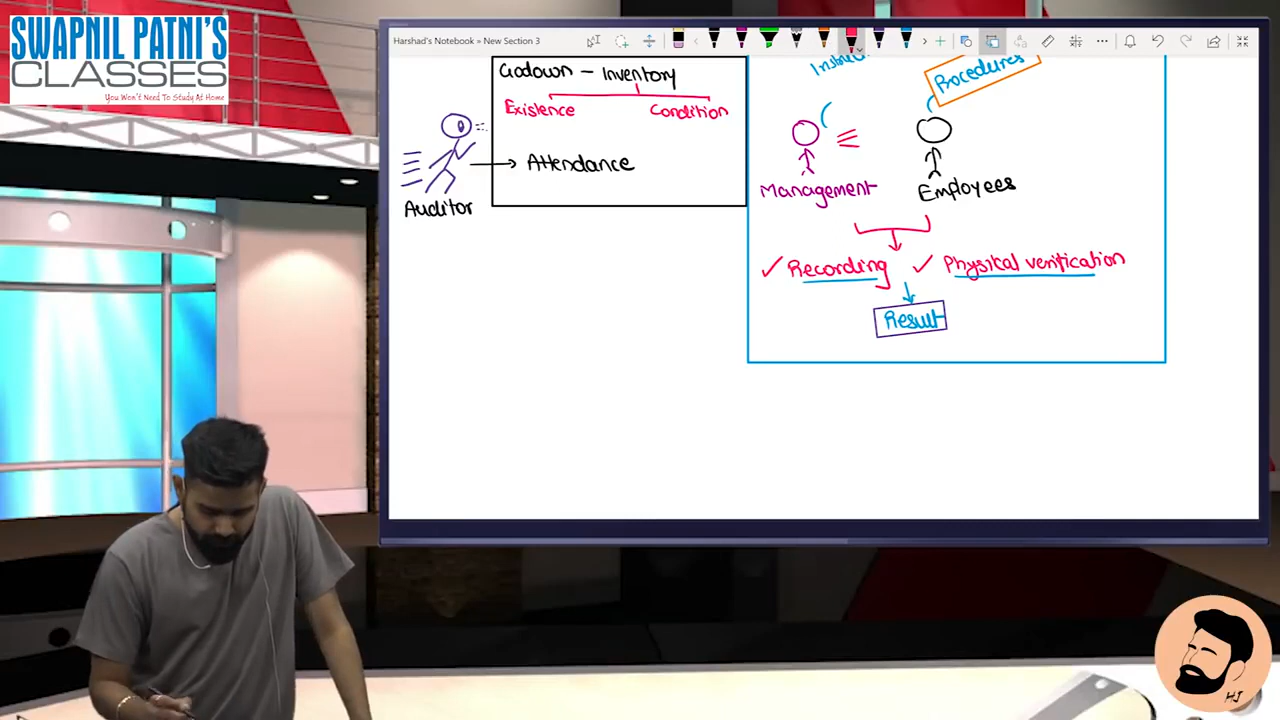 SWAPNIL PATNI'S
CLASSES
You Won't Need To Study At Home
Harshad's Notebook » New Section 3
Godown – Inventory
Existence
Condition
Attendance
Auditor
Procedures
Management
Employees
✓ Recording
✓ Physical verification
Result
HJ